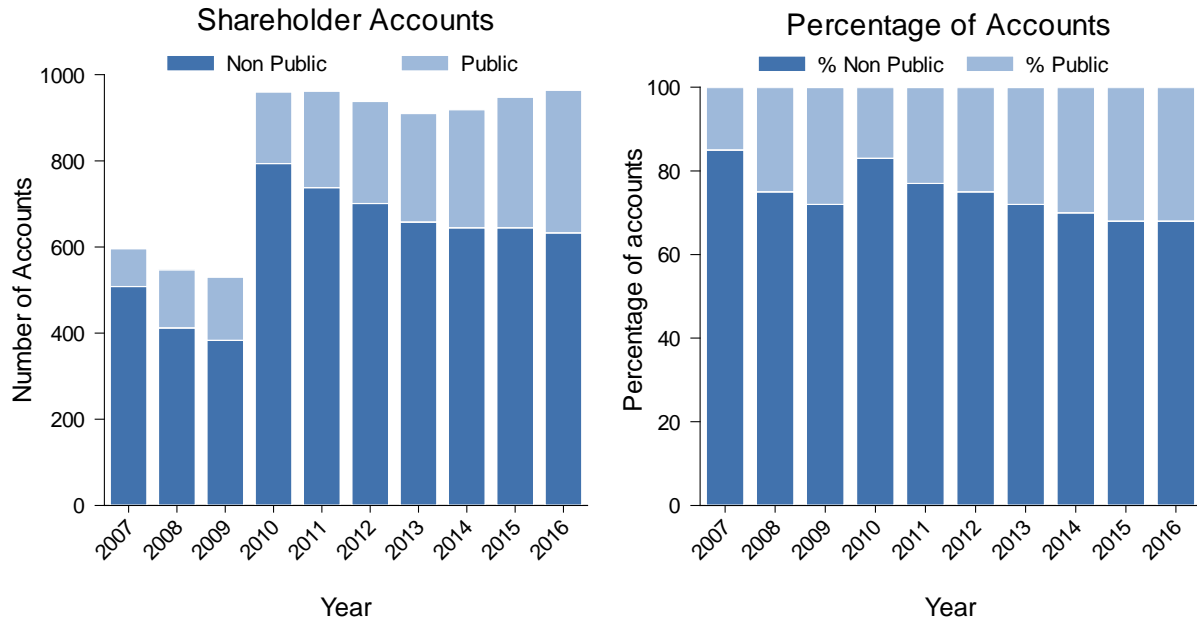 Shareholder Accounts
Non Public Public
Number of Accounts
1000
800
600
400
200
0
2007 2008 2009 2010 2011 2012 2013 2014 2015 2016
Year
Percentage of Accounts
% Non Public % Public
Percentage of accounts
100
80
60
40
20
0
2007 2008 2009 2010 2011 2012 2013 2014 2015 2016
Year